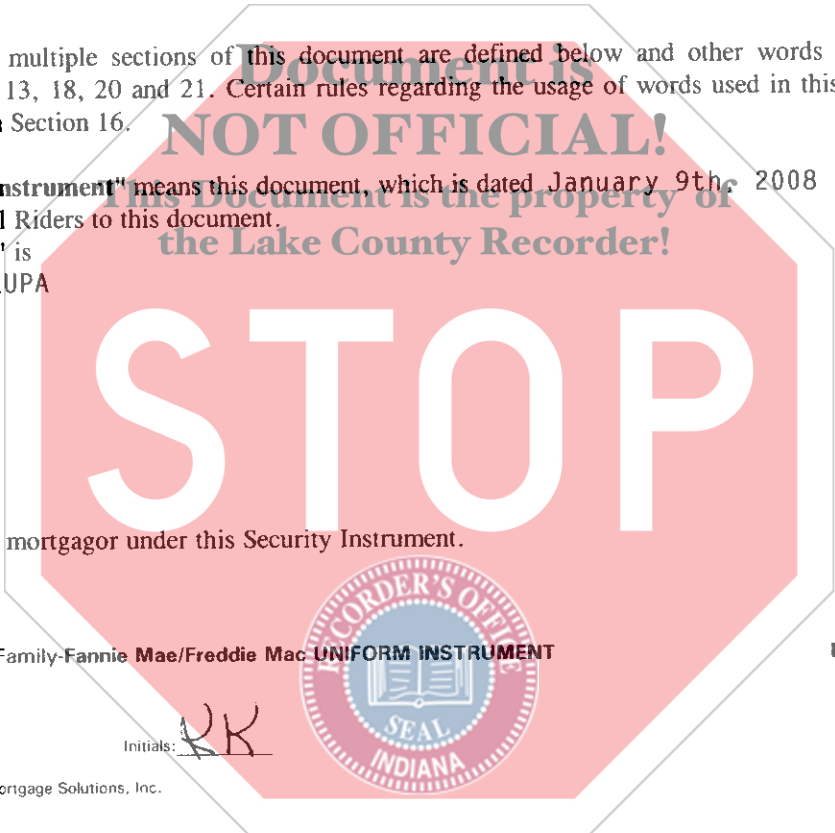 multiple sections of this document are defined below and other words
13, 18, 20 and 21. Certain rules regarding the usage of words used in this
Section 16.
Document is
NOT OFFICIAL!
This Document is the property of
the Lake County Recorder!
nstrument" means this document, which is dated January 9th, 2008
l Riders to this document.
" is
LUPA
STOP
mortgagor under this Security Instrument.
RECORDER'S OFFICE
SEAL
INDIANA
Family-Fannie Mae/Freddie Mac UNIFORM INSTRUMENT
Initials: KK
ortgage Solutions, Inc.